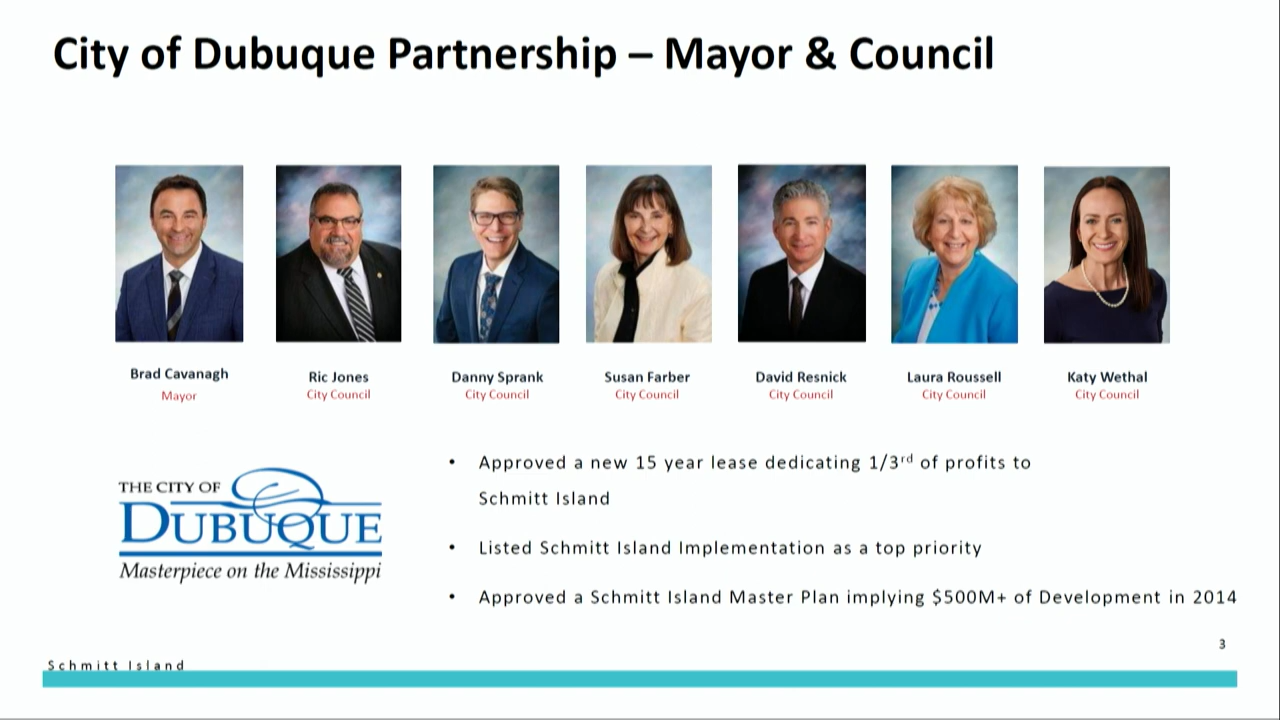 City of Dubuque Partnership – Mayor & Council
Brad Cavanagh
Mayor
Ric Jones
City Council
Danny Sprank
City Council
Susan Farber
City Council
David Resnick
City Council
Laura Roussell
City Council
Katy Wethal
City Council
THE CITY OF
DUBUQUE
Masterpiece on the Mississippi
• Approved a new 15 year lease dedicating 1/3rd of profits to
Schmitt Island
• Listed Schmitt Island Implementation as a top priority
• Approved a Schmitt Island Master Plan implying $500M+ of Development in 2014
3
Schmitt Island